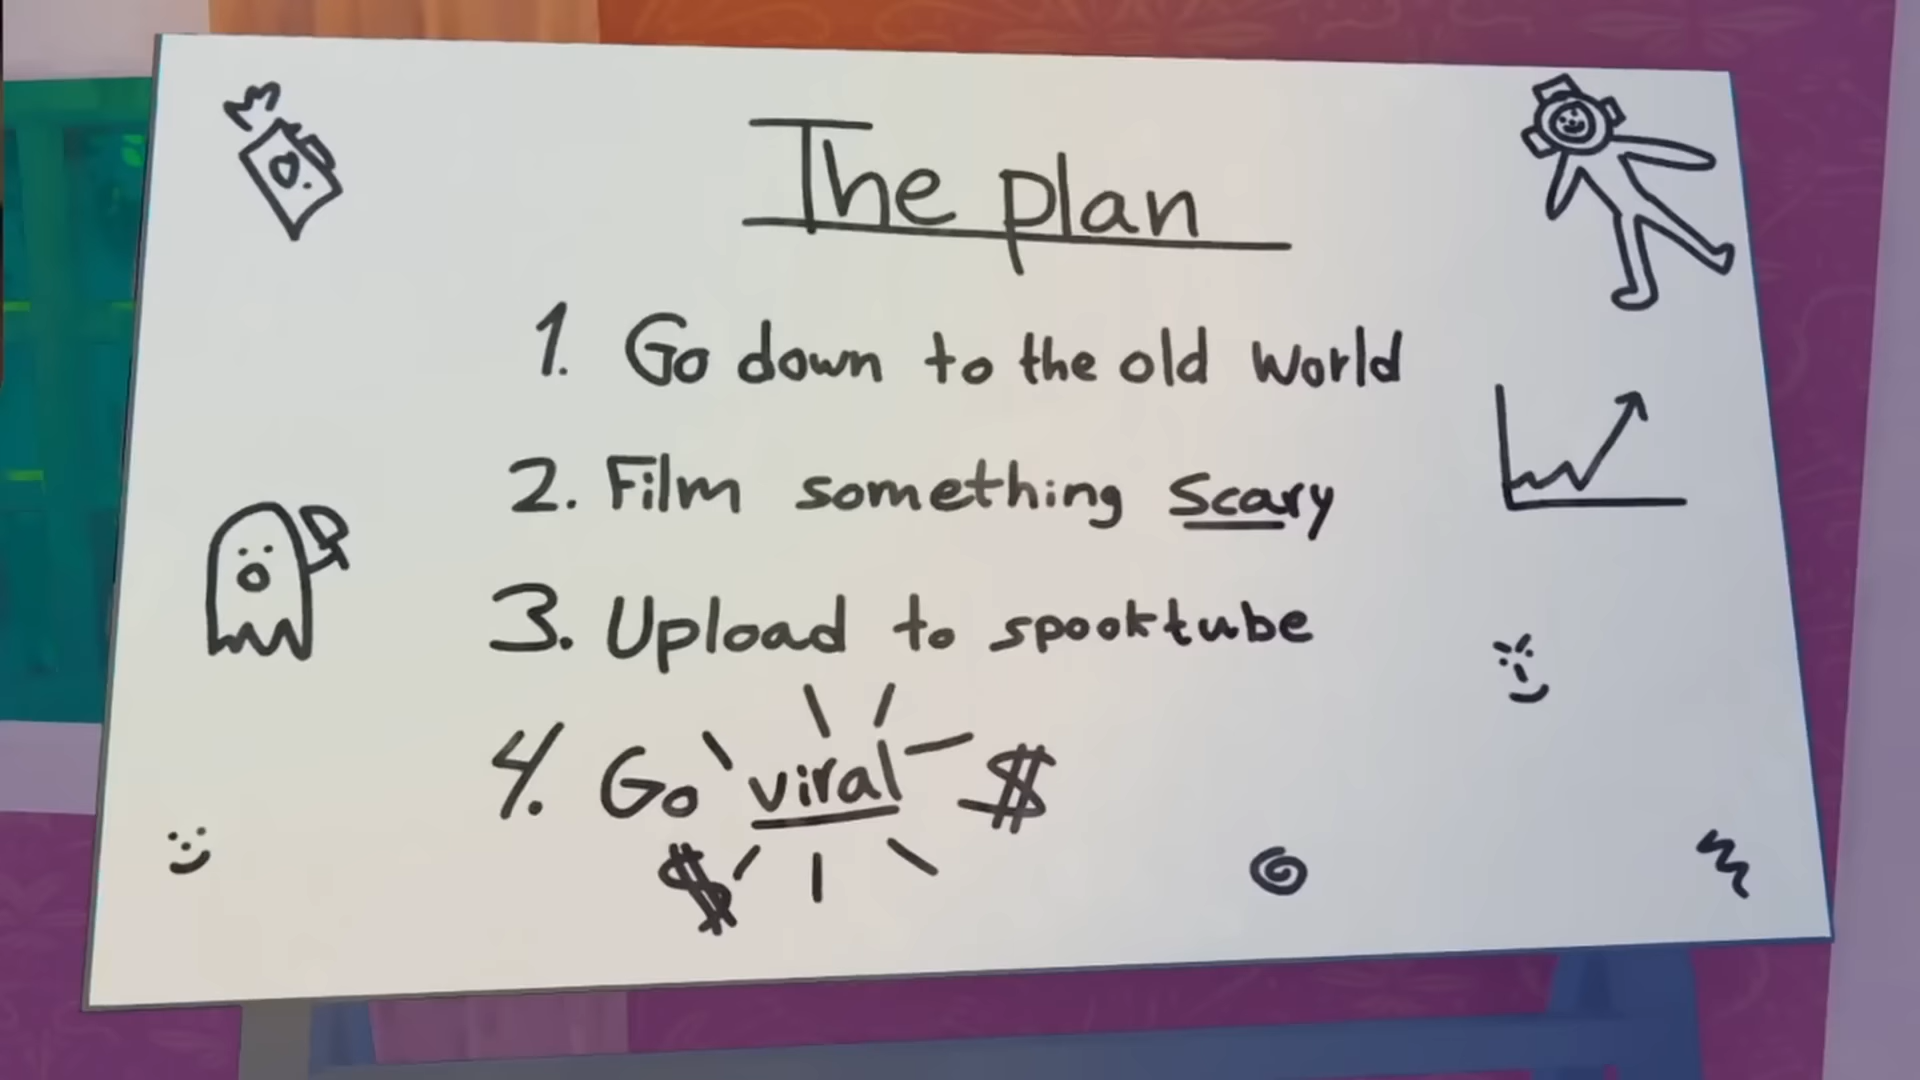 The plan
1. Go down to the old world
2. Film something scary
3. Upload to spooktube
4. Go viral $
$